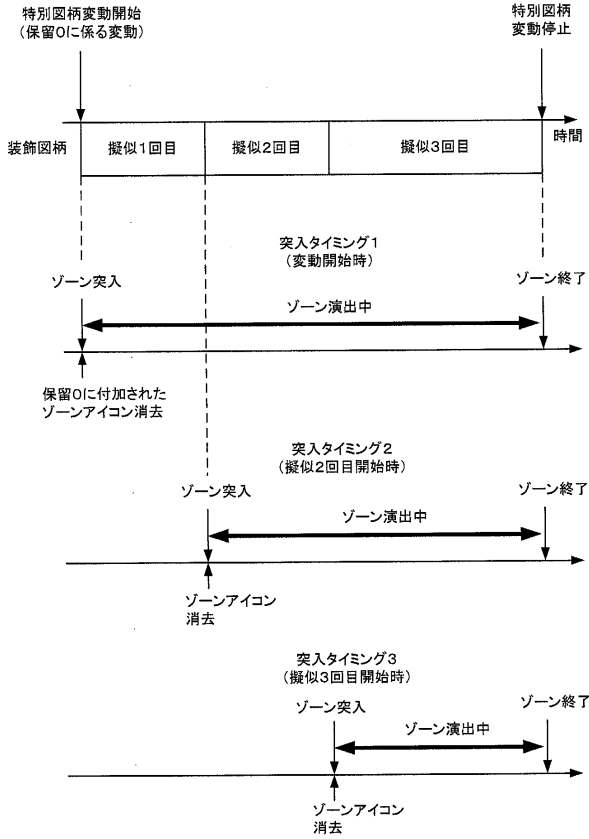 特別図柄変動開始
(保留0に係る変動)
特別図柄
変動停止
時間
装飾図柄
擬似1回目
擬似2回目
擬似3回目
突入タイミング1
(変動開始時)
ゾーン突入
ゾーン終了
ゾーン演出中
保留0に付加された
ゾーンアイコン消去
突入タイミング2
(擬似2回目開始時)
ゾーン突入
ゾーン終了
ゾーン演出中
ゾーンアイコン
消去
突入タイミング3
(擬似3回目開始時)
ゾーン突入
ゾーン終了
ゾーン演出中
ゾーンアイコン
消去